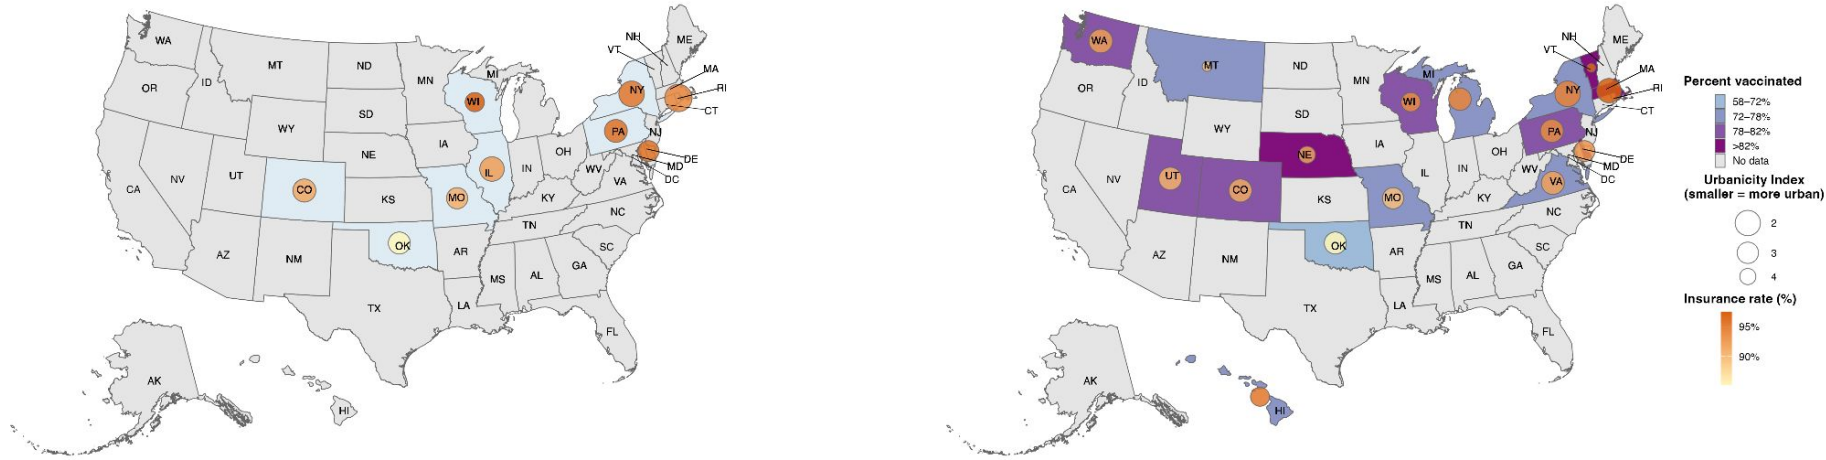 WA
MT
ND
MN
MI
VT
NH
ME
MA
RI
CT
OR
ID
SD
WI
NY
WY
IA
PA
NJ
NE
OH
DE
MD
DC
NV
UT
CO
IL
IN
WV
VA
CA
KS
MO
KY
NC
TN
AZ
NM
OK
AR
SC
MS
AL
GA
TX
LA
FL
AK
HI
WA
MT
ND
MN
MI
VT
NH
ME
MA
RI
CT
OR
ID
SD
WI
NY
WY
IA
PA
NJ
NE
OH
DE
MD
DC
NV
UT
CO
IL
IN
WV
VA
CA
KS
MO
KY
NC
TN
AZ
NM
OK
AR
SC
MS
AL
GA
TX
LA
FL
AK
HI
Percent vaccinated
58–72%
72–78%
78–82%
>82%
No data
Urbanicity Index
(smaller = more urban)
2
3
4
Insurance rate (%)
95%
90%